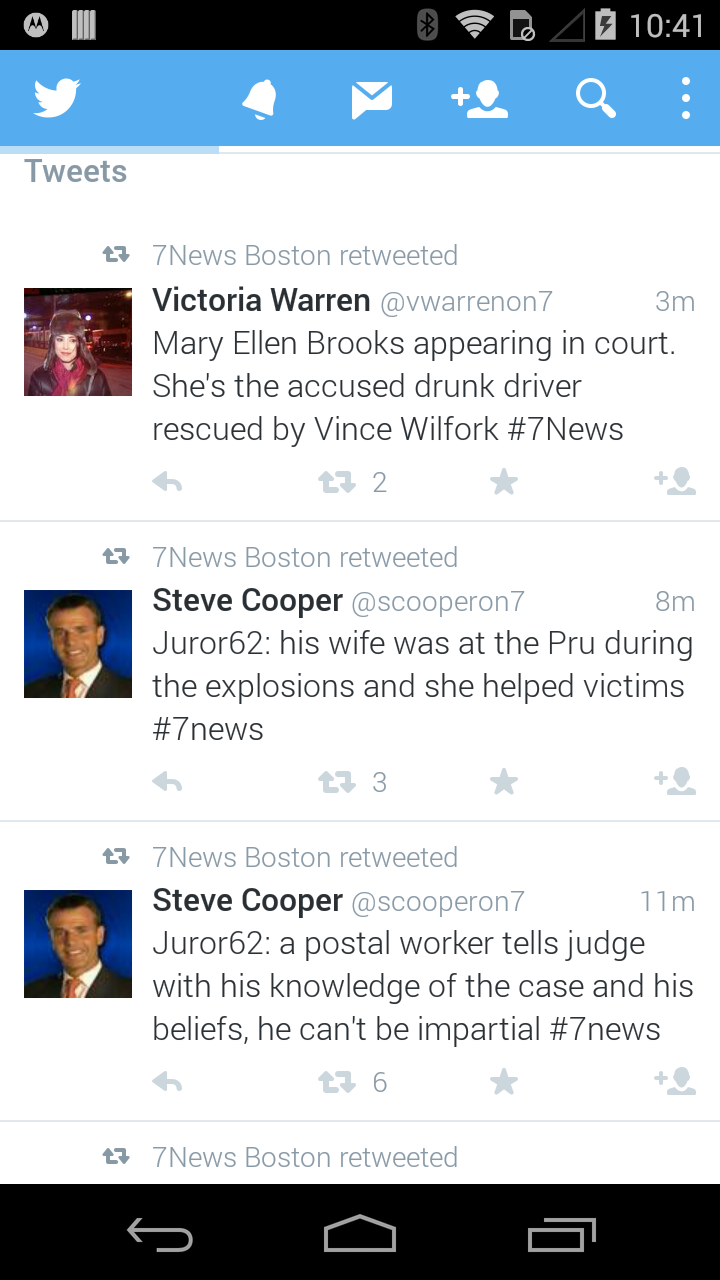 10:41
Tweets
7News Boston retweeted
Victoria Warren @vwarrenon7 3m
Mary Ellen Brooks appearing in court.
She's the accused drunk driver
rescued by Vince Wilfork #7News
2
7News Boston retweeted
Steve Cooper @scooperon7 8m
Juror62: his wife was at the Pru during
the explosions and she helped victims
#7news
3
7News Boston retweeted
Steve Cooper @scooperon7 11m
Juror62: a postal worker tells judge
with his knowledge of the case and his
beliefs, he can't be impartial #7news
6
7News Boston retweeted